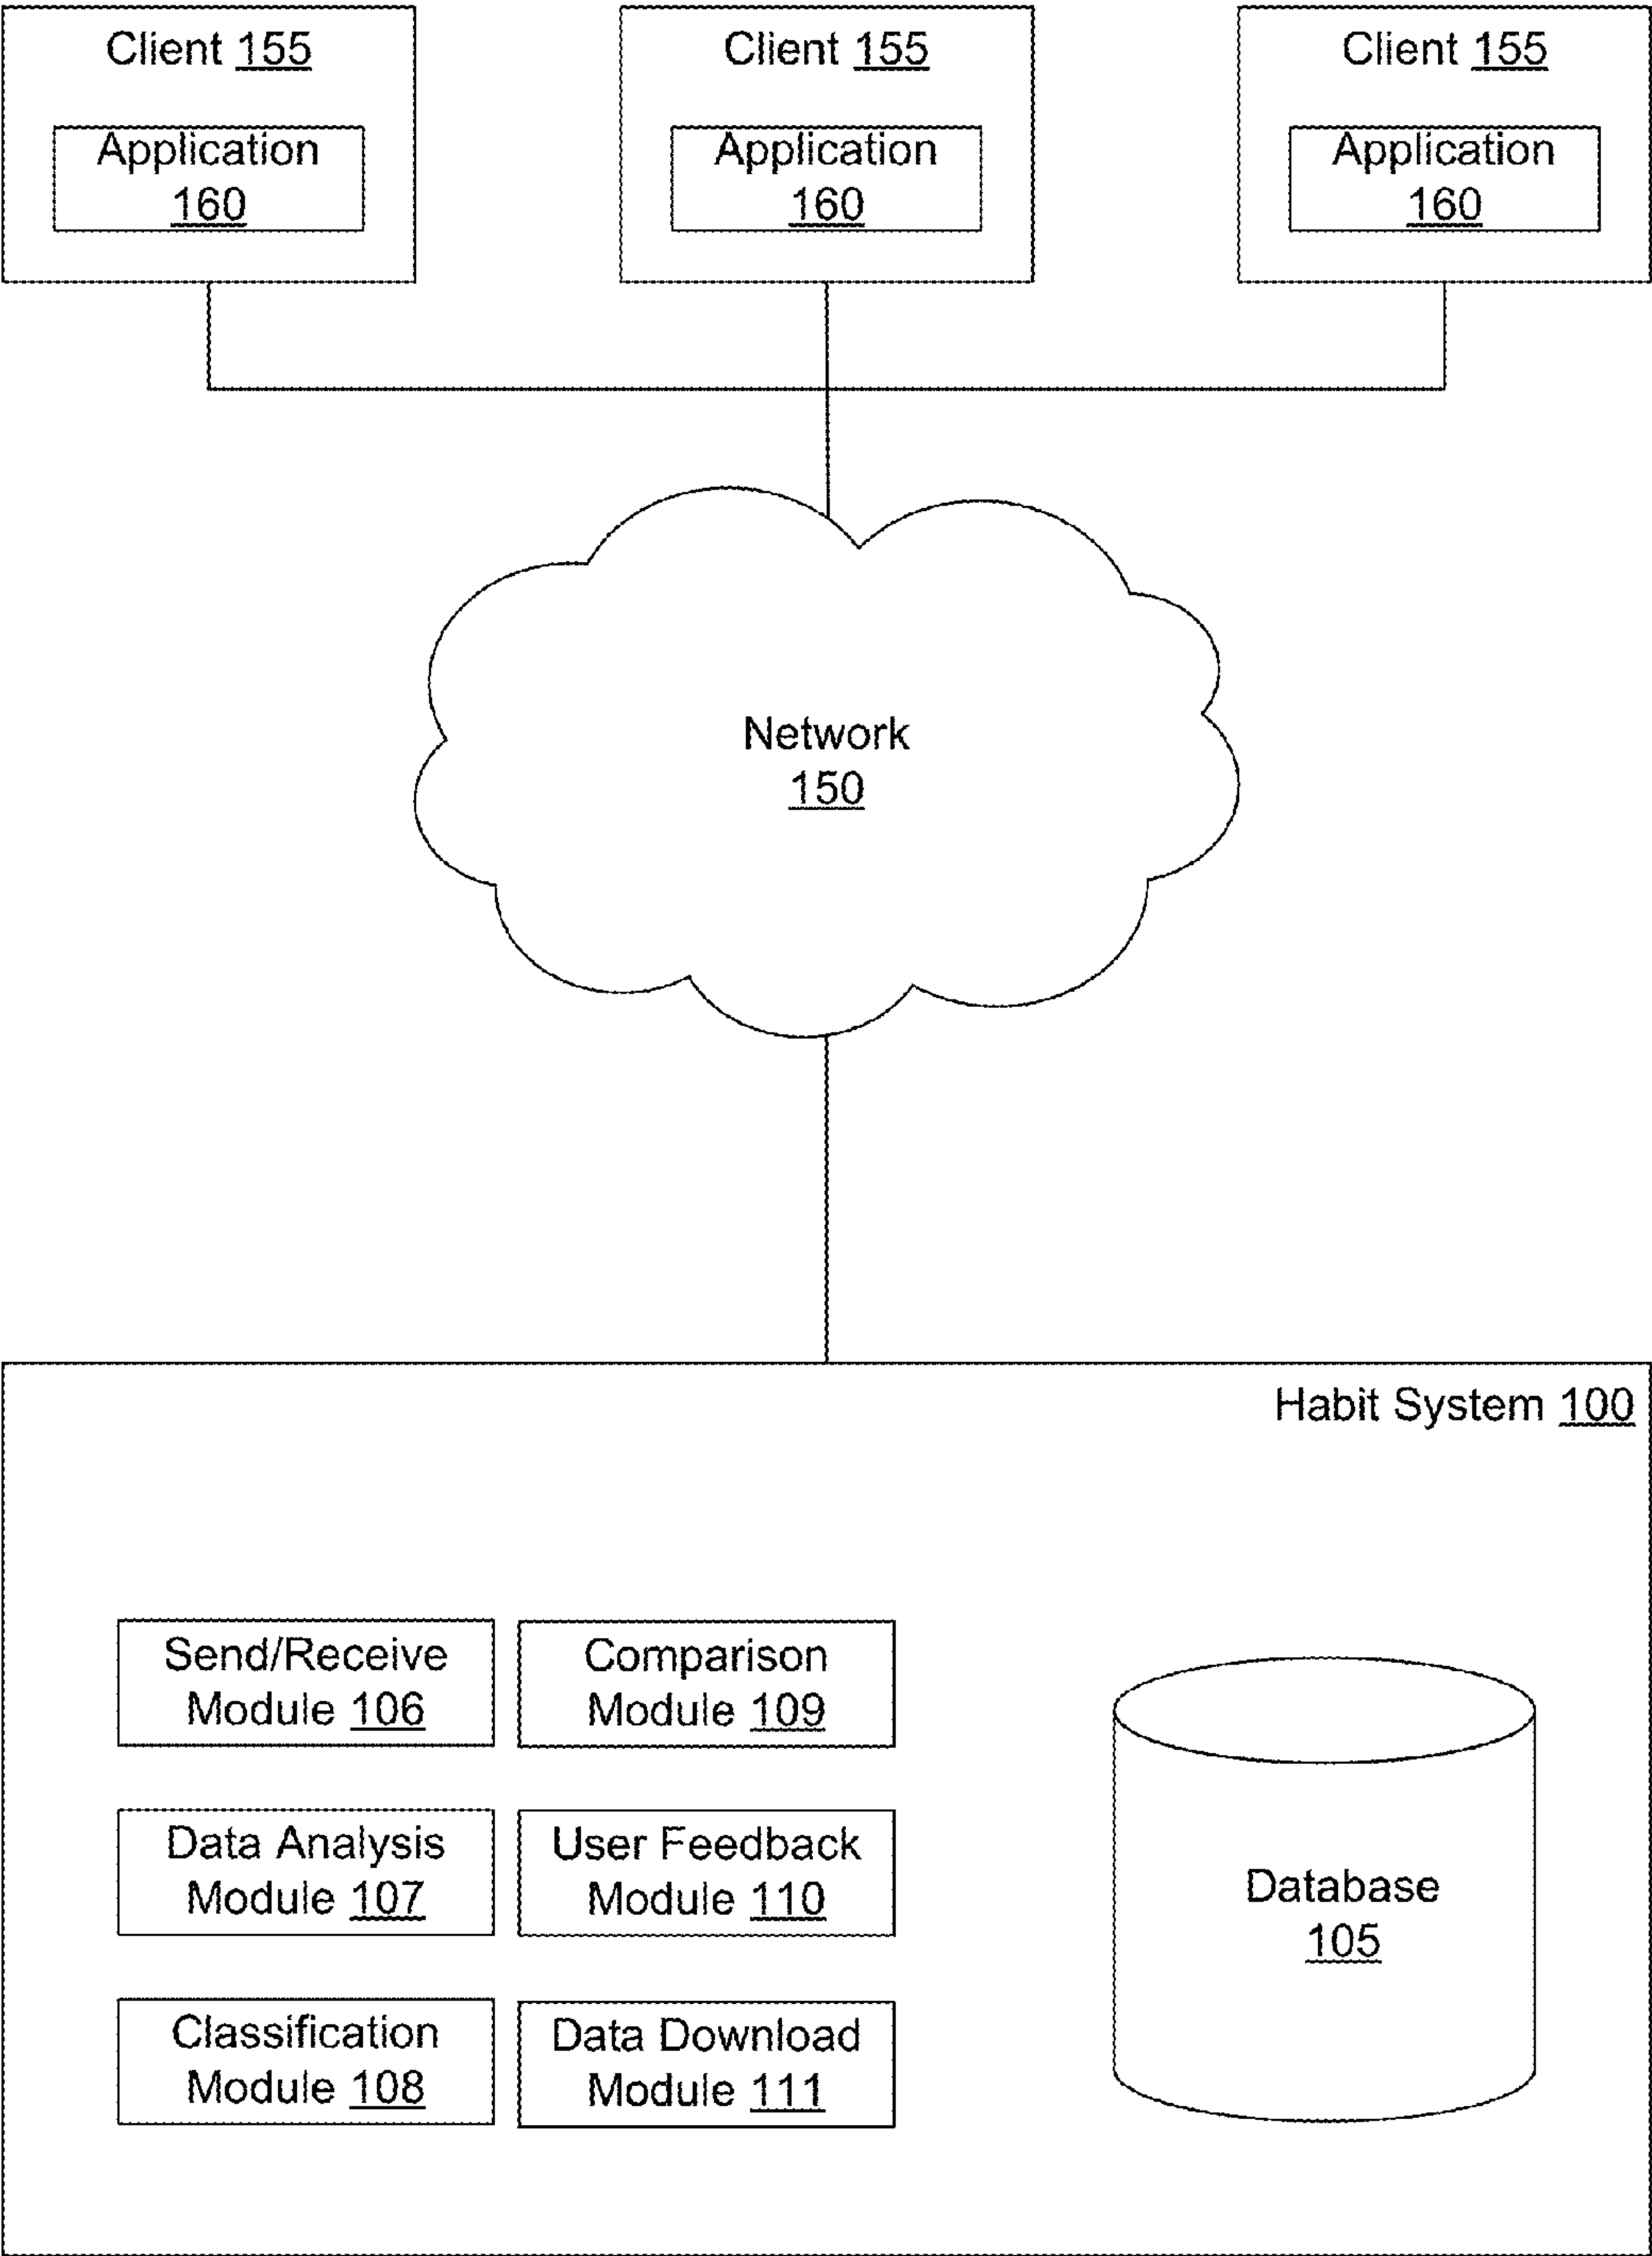 Client 155
Application
160
Client 155
Application
160
Client 155
Application
160
Network
150
Habit System 100
Send/Receive
Module 106
Comparison
Module 109
Data Analysis
Module 107
User Feedback
Module 110
Classification
Module 108
Data Download
Module 111
Database
105